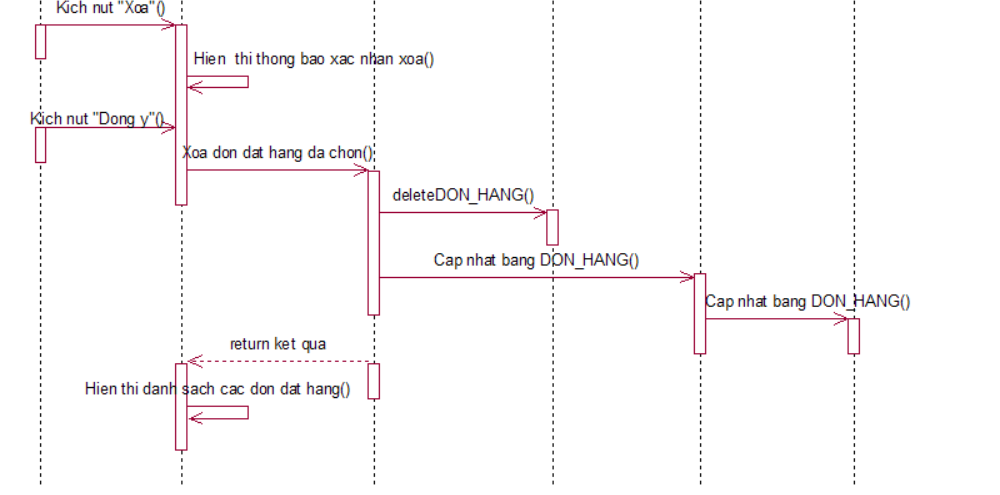 Kich nut "Xoa"()
Hien thi thong bao xac nhan xoa()
Kich nut "Dong y"()
Xoa don dat hang da chon()
deleteDON_HANG()
Cap nhat bang DON_HANG()
Cap nhat bang DON_HANG()
return ket qua
Hien thi danh sach cac don dat hang()